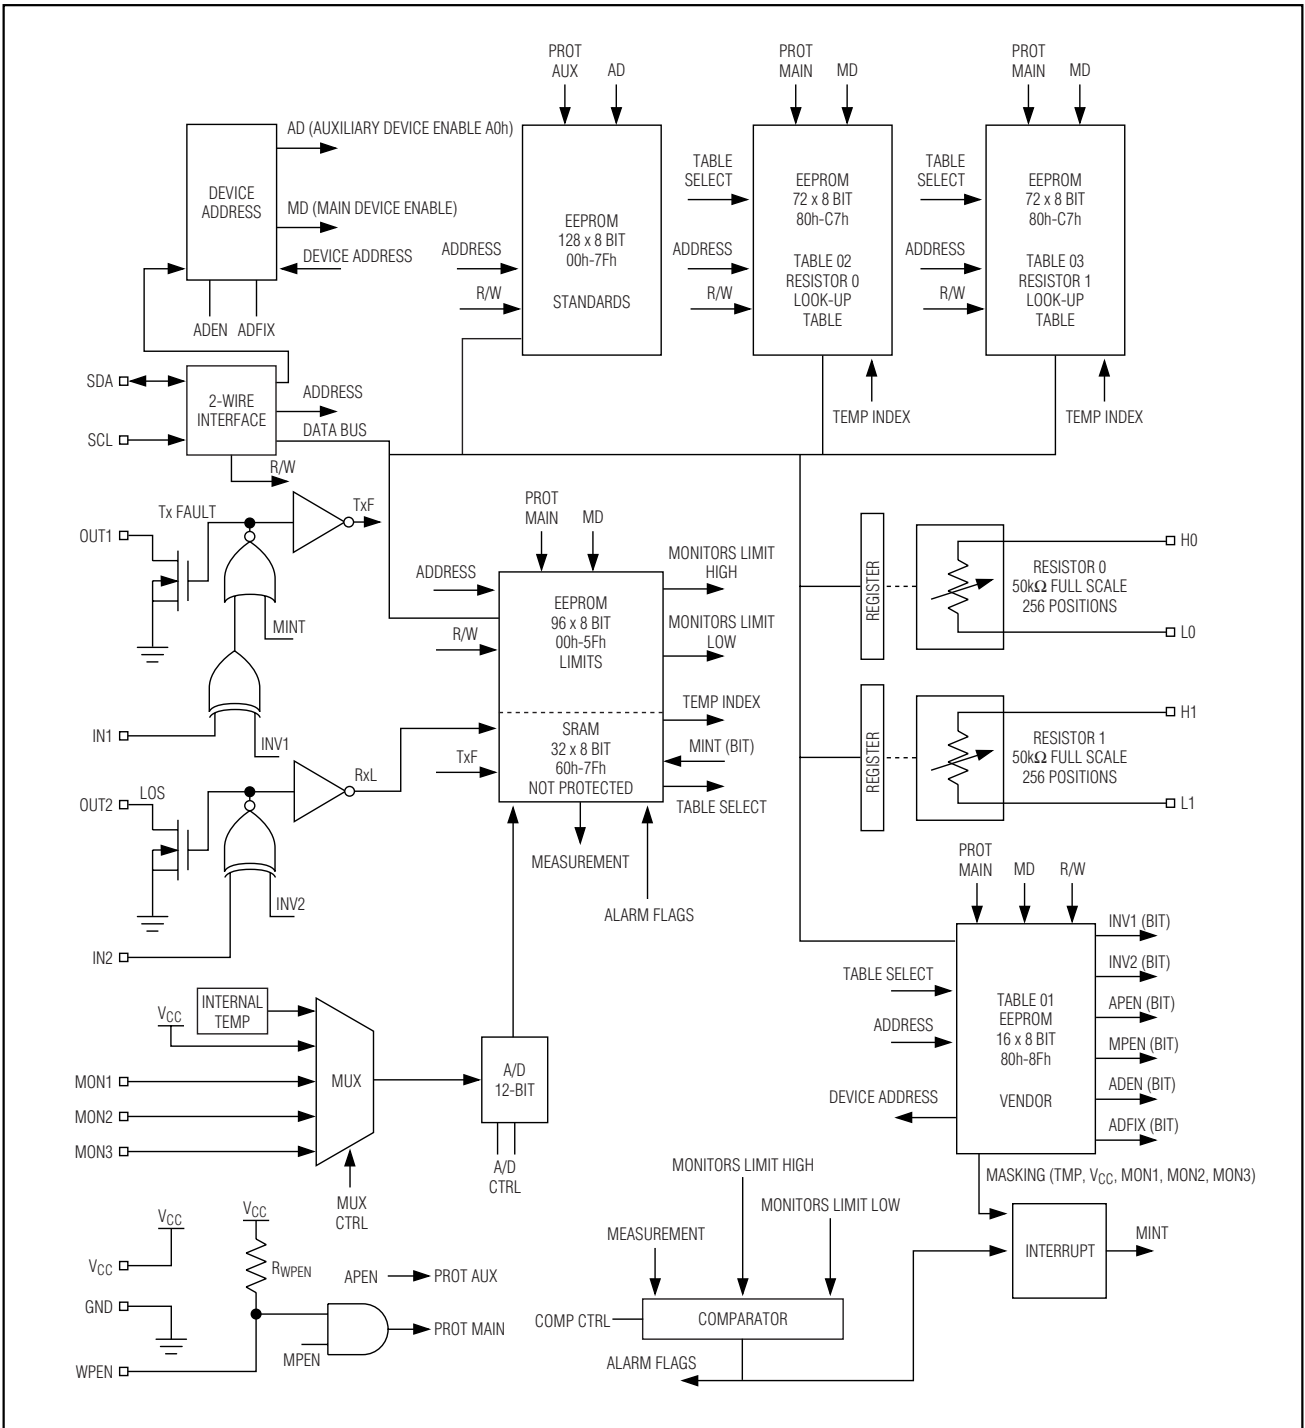 PROT
AUX
AD
PROT
MAIN
MD
PROT
MAIN
MD
AD (AUXILIARY DEVICE ENABLE A0h)
DEVICE
ADDRESS
MD (MAIN DEVICE ENABLE)
DEVICE ADDRESS
ADEN
ADFIX
ADDRESS
R/W
EEPROM
128 x 8 BIT
00h-7Fh
STANDARDS
TABLE
SELECT
ADDRESS
R/W
EEPROM
72 x 8 BIT
80h-C7h
TABLE 02
RESISTOR 0
LOOK-UP
TABLE
TEMP INDEX
TABLE
SELECT
ADDRESS
R/W
EEPROM
72 x 8 BIT
80h-C7h
TABLE 03
RESISTOR 1
LOOK-UP
TABLE
TEMP INDEX
SDA
SCL
2-WIRE
INTERFACE
ADDRESS
DATA BUS
R/W
Tx FAULT
TxF
OUT1
MINT
IN1
INV1
RxL
LOS
OUT2
INV2
IN2
PROT
MAIN
MD
ADDRESS
R/W
EEPROM
96 x 8 BIT
00h-5Fh
LIMITS
SRAM
32 x 8 BIT
60h-7Fh
NOT PROTECTED
TxF
MONITORS LIMIT
HIGH
MONITORS LIMIT
LOW
TEMP INDEX
MINT (BIT)
TABLE SELECT
MEASUREMENT
ALARM FLAGS
REGISTER
RESISTOR 0
50kΩ FULL SCALE
256 POSITIONS
H0
L0
REGISTER
RESISTOR 1
50kΩ FULL SCALE
256 POSITIONS
H1
L1
PROT
MAIN
MD
R/W
TABLE SELECT
ADDRESS
DEVICE ADDRESS
TABLE 01
EEPROM
16 x 8 BIT
80h-8Fh
VENDOR
INV1 (BIT)
INV2 (BIT)
APEN (BIT)
MPEN (BIT)
ADEN (BIT)
ADFIX (BIT)
MASKING (TMP, VCC, MON1, MON2, MON3)
INTERRUPT
MINT
INTERNAL
TEMP
VCC
MON1
MON2
MON3
MUX
MUX
CTRL
A/D
12-BIT
A/D
CTRL
MONITORS LIMIT HIGH
MONITORS LIMIT LOW
MEASUREMENT
COMP CTRL
COMPARATOR
ALARM FLAGS
VCC
VCC
GND
WPEN
VCC
RWPEN
APEN
PROT AUX
MPEN
PROT MAIN